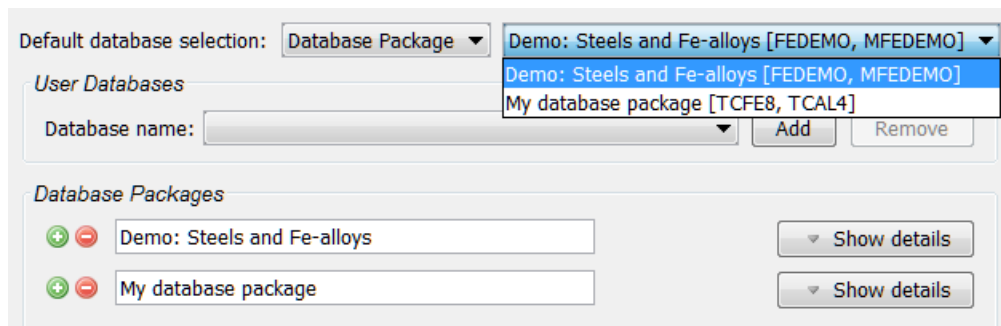 Default database selection: Database Package Demo: Steels and Fe-alloys [FEDEMO, MFEDEMO]
Demo: Steels and Fe-alloys [FEDEMO, MFEDEMO]
User Databases
My database package [TCFE8, TCAL4]
Database name: Add Remove
Database Packages
Demo: Steels and Fe-alloys Show details
My database package Show details